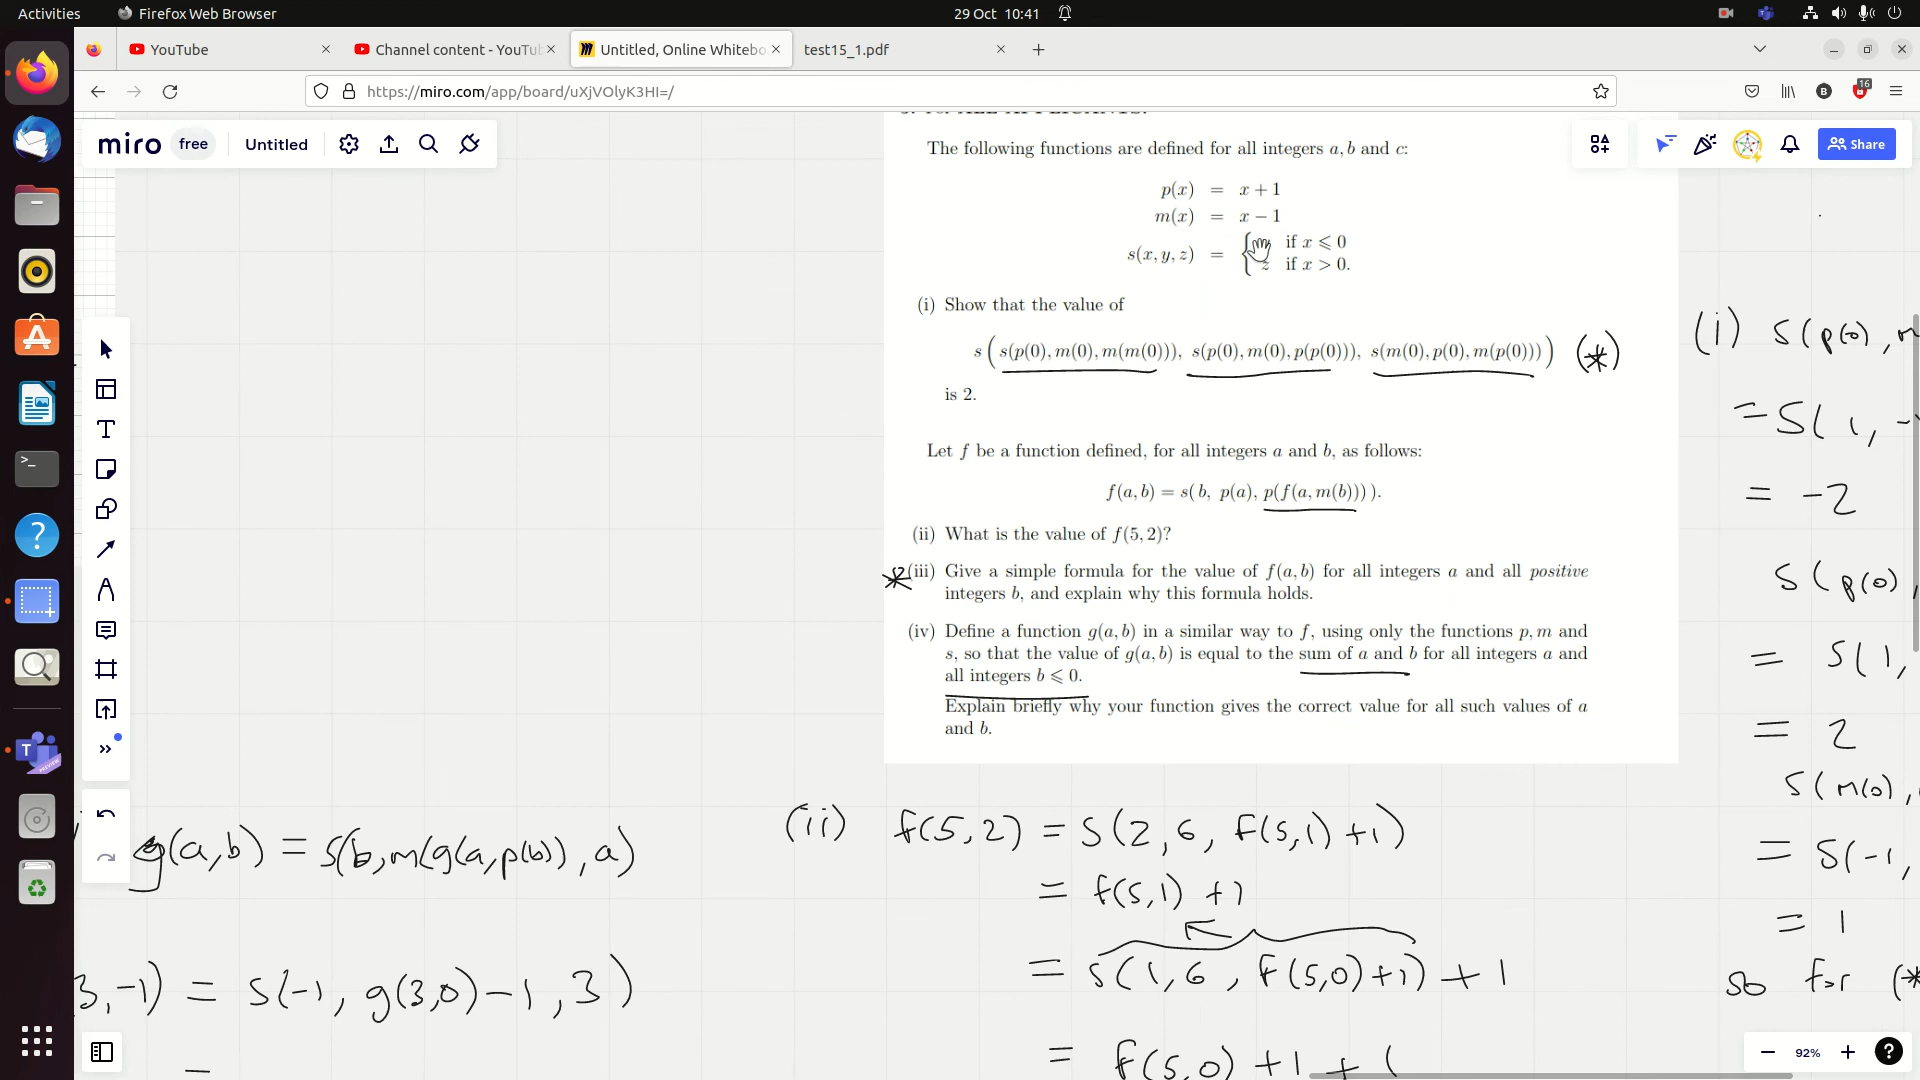 Activities
Firefox Web Browser
29 Oct 10:41
YouTube
Channel content - YouTu
Untitled, Online Whitebo
test15_1.pdf
https://miro.com/app/board/uXjVOlyK3HI=/
16
miro
free
Untitled
Share
The following functions are defined for all integers a, b and c:
p(x) = x + 1
m(x) = x − 1
s(x, y, z) = { if x ⩽ 0
z if x > 0.
(i) Show that the value of
s ( s(p(0), m(0), m(m(0))), s(p(0), m(0), p(p(0))), s(m(0), p(0), m(p(0))) ) (*)
is 2.
Let f be a function defined, for all integers a and b, as follows:
f(a, b) = s( b, p(a), p(f(a, m(b))) ).
(ii) What is the value of f(5, 2)?
* (iii) Give a simple formula for the value of f(a, b) for all integers a and all positive
integers b, and explain why this formula holds.
(iv) Define a function g(a, b) in a similar way to f, using only the functions p, m and
s, so that the value of g(a, b) is equal to the sum of a and b for all integers a and
all integers b ⩽ 0.
Explain briefly why your function gives the correct value for all such values of a
and b.
(i) s(p(0), m
= s(1, -
= -2
s(p(0),
= s(1,
= 2
s(m(0),
= s(-1,
= 1
so for (*
g(a,b) = s(b, m(g(a,p(b)), a)
3,-1) = s(-1, g(3,0)-1, 3)
=
(ii) f(5,2) = s(2, 6, f(5,1)+1)
= f(5,1) +1
= s(1, 6, f(5,0)+1) + 1
= f(5,0) +1 + 1
92%